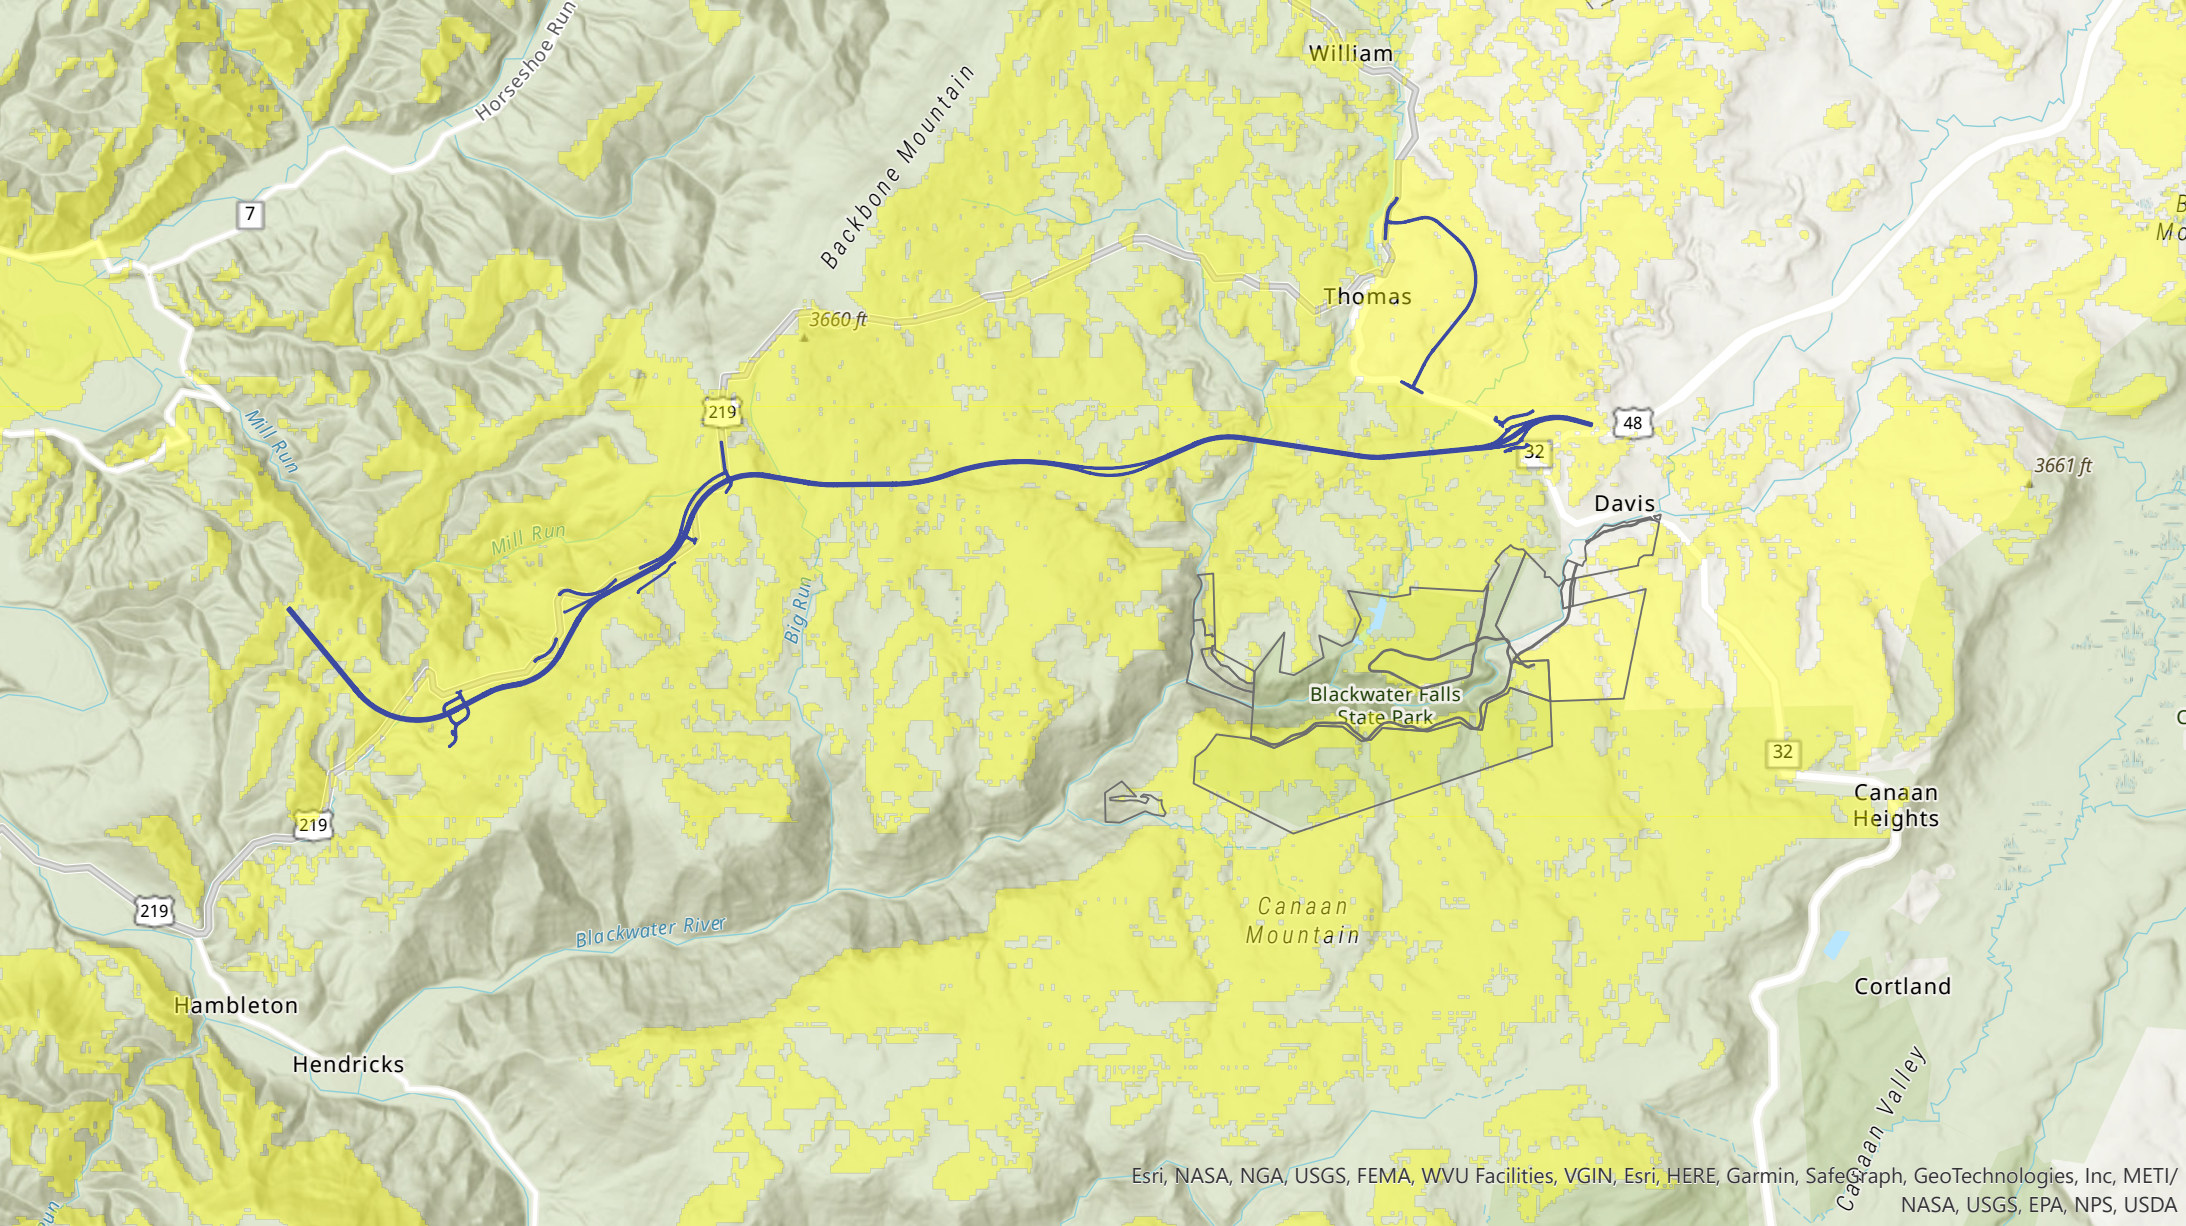 William
Horseshoe Run
Backbone Mountain
7
Thomas
3660 ft
219
Mill Run
48
32
3661 ft
Davis
Mill Run
Big Run
Blackwater Falls
State Park
32
Canaan
Heights
219
219
Canaan
Mountain
Blackwater River
Cortland
Hambleton
Hendricks
Canaan Valley
Esri, NASA, NGA, USGS, FEMA, WVU Facilities, VGIN, Esri, HERE, Garmin, SafeGraph, GeoTechnologies, Inc, METI/
NASA, USGS, EPA, NPS, USDA